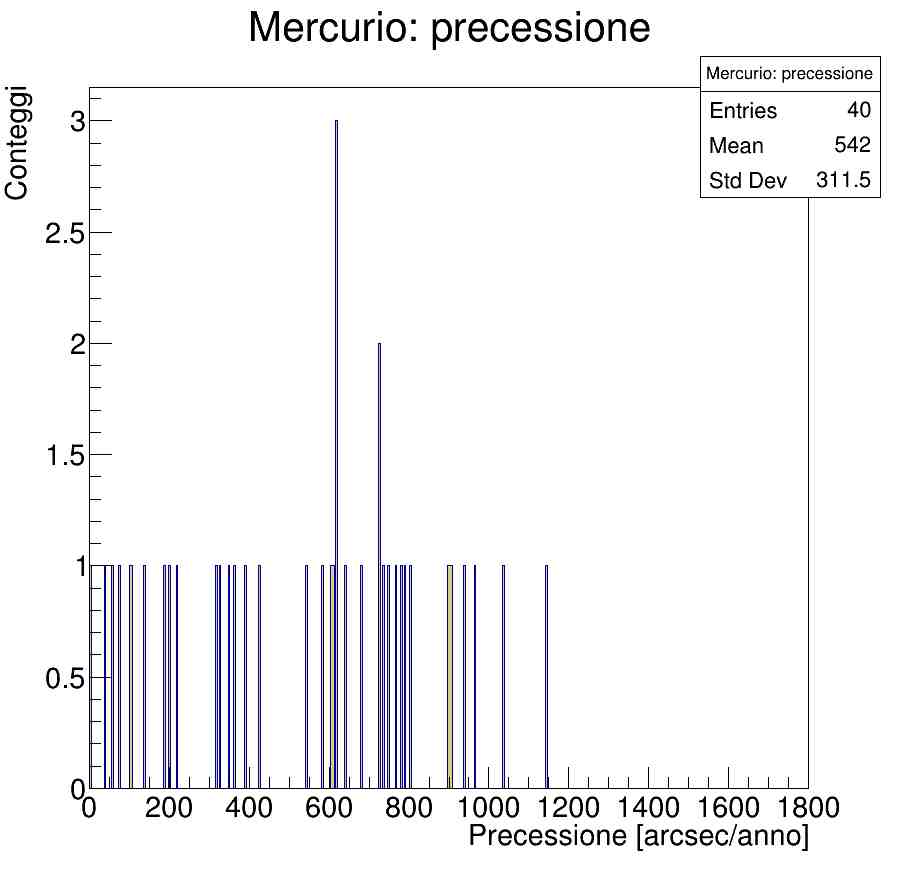 Mercurio: precessione
Mercurio: precessione
Entries 40
Mean 542
Std Dev 311.5
Conteggi
3
2.5
2
1.5
1
0.5
0
0 200 400 600 800 1000 1200 1400 1600 1800
Precessione [arcsec/anno]